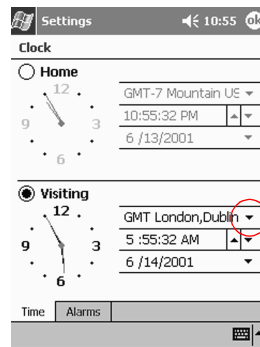 Settings 10:55 ok
Clock
Home
12
3
6
9
GMT-7 Mountain US
10:55:32 PM
6 /13/2001
Visiting
12
3
6
9
GMT London,Dublin
5 :55:32 AM
6 /14/2001
Time Alarms